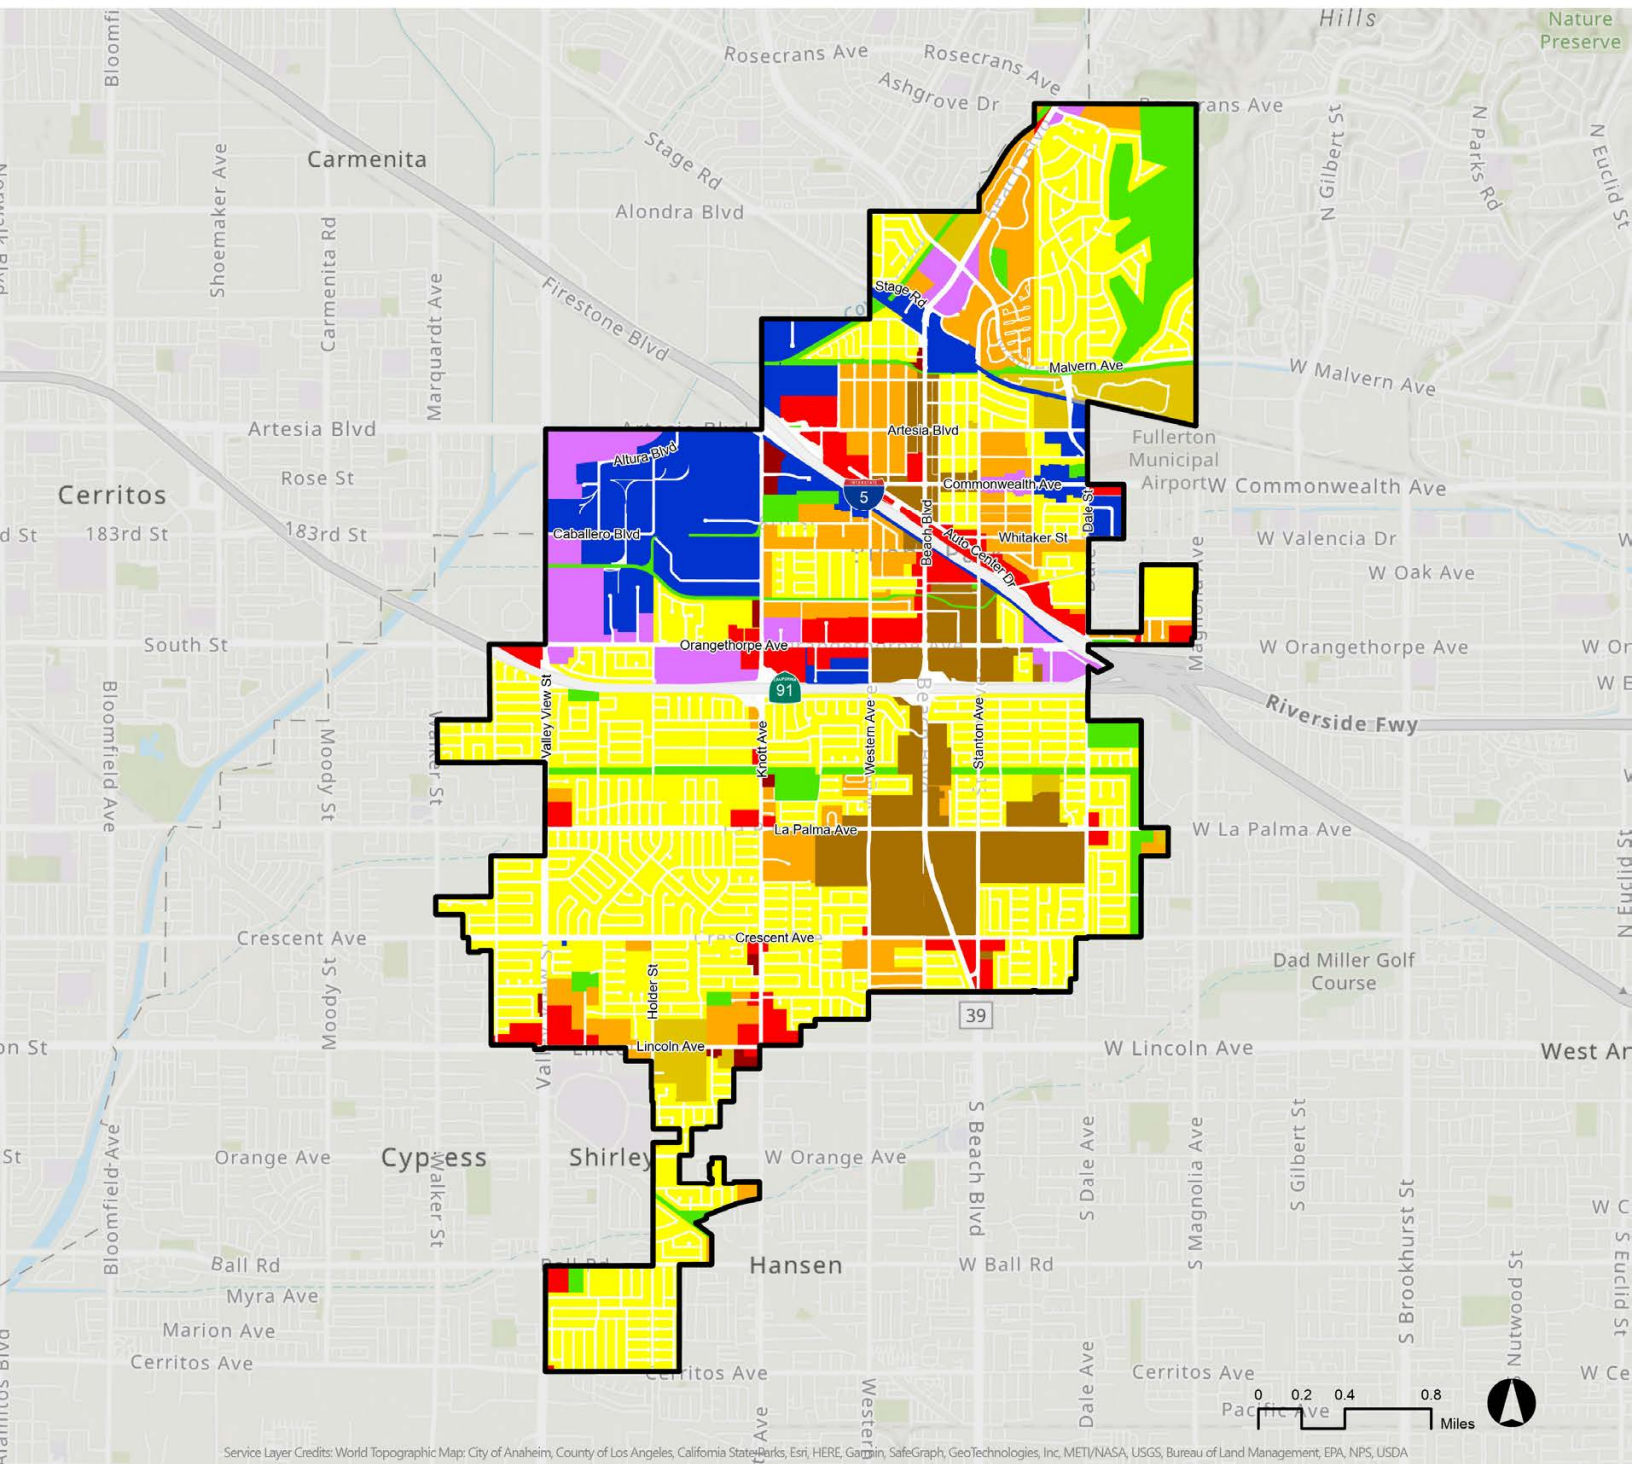 Hills
Nature
Preserve
Rosecrans Ave
Rosecrans Ave
Ashgrove Dr
Carmenita
Stage Rd
Alondra Blvd
Shoemaker Ave
Carmenita Rd
Marquardt Ave
N Gilbert St
N Parks Rd
N Euclid St
Firestone Blvd
Stage Rd
Malvern Ave
W Malvern Ave
Artesia Blvd
Artesia Blvd
Rose St
Altura Blvd
Cerritos
183rd St
183rd St
Caballero Blvd
5
Commonwealth Ave
Fullerton
Municipal
Airport
W Commonwealth Ave
Beach Blvd
Auto Center Dr
Whitaker St
Dale St
W Valencia Dr
W Oak Ave
South St
Orangethorpe Ave
W Orangethorpe Ave
CALIFORNIA
91
Riverside Fwy
Bloomfield Ave
Moody St
Valley View St
Knott Ave
Western Ave
Stanton Ave
La Palma Ave
W La Palma Ave
Crescent Ave
Crescent Ave
Moody St
Holder St
Dad Miller Golf
Course
39
Lincoln Ave
W Lincoln Ave
Cypress
Shirley
Orange Ave
W Orange Ave
Bloomfield Ave
Walker St
S Beach Blvd
S Dale Ave
S Magnolia Ave
S Gilbert St
S Brookhurst St
Ball Rd
Hansen
W Ball Rd
Myra Ave
Marion Ave
Cerritos Ave
Cerritos Ave
Cerritos Ave
Dale Ave
Pacific Ave
0 0.2 0.4 0.8
Miles
Service Layer Credits: World Topographic Map: City of Anaheim, County of Los Angeles, California State Parks, Esri, HERE, Garmin, SafeGraph, GeoTechnologies, Inc, METI/NASA, USGS, Bureau of Land Management, EPA, NPS, USDA